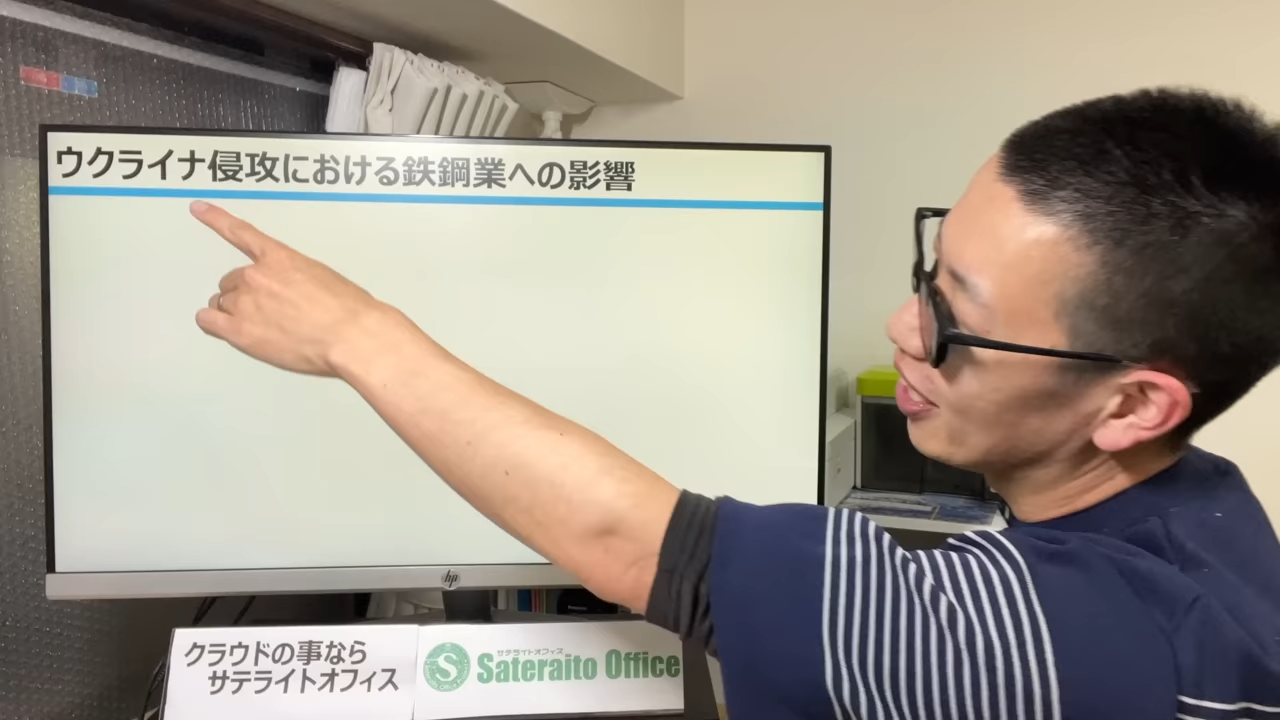 ウクライナ侵攻における鉄鋼業への影響
hp
クラウドの事なら
サテライトオフィス
サテライトオフィス
S
Sateraito Office